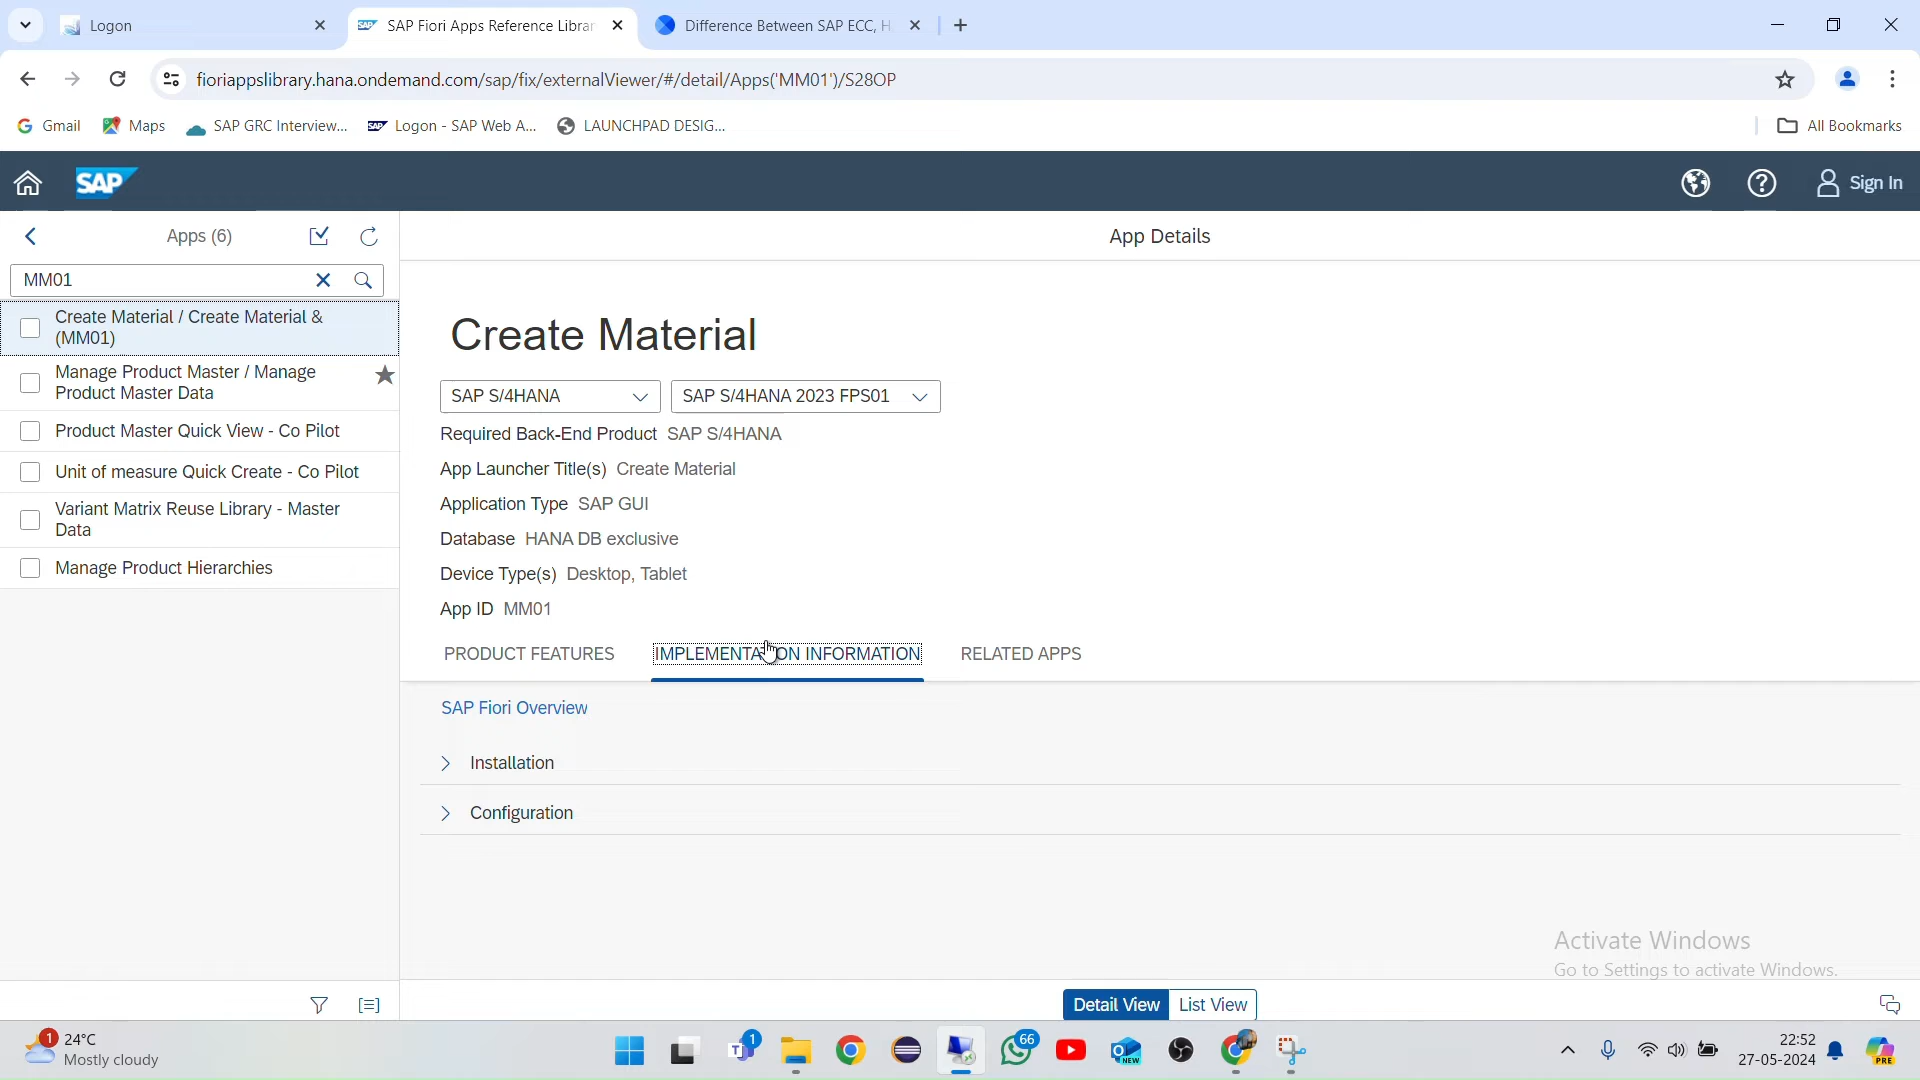 Logon
SAP Fiori Apps Reference Librar
Difference Between SAP ECC, H
fioriappslibrary.hana.ondemand.com/sap/fix/externalViewer/#/detail/Apps('MM01')/S28OP
Gmail
Maps
SAP GRC Interview...
Logon - SAP Web A...
LAUNCHPAD DESIG...
All Bookmarks
SAP
Sign In
Apps (6)
App Details
MM01
Create Material / Create Material &
(MM01)
Manage Product Master / Manage
Product Master Data
Product Master Quick View - Co Pilot
Unit of measure Quick Create - Co Pilot
Variant Matrix Reuse Library - Master
Data
Manage Product Hierarchies
Create Material
SAP S/4HANA
SAP S/4HANA 2023 FPS01
Required Back-End Product SAP S/4HANA
App Launcher Title(s) Create Material
Application Type SAP GUI
Database HANA DB exclusive
Device Type(s) Desktop, Tablet
App ID MM01
PRODUCT FEATURES
IMPLEMENTATION INFORMATION
RELATED APPS
SAP Fiori Overview
Installation
Configuration
Activate Windows
Go to Settings to activate Windows.
Detail View
List View
1
24°C
Mostly cloudy
1
66
NEW
22:52
27-05-2024
PRE